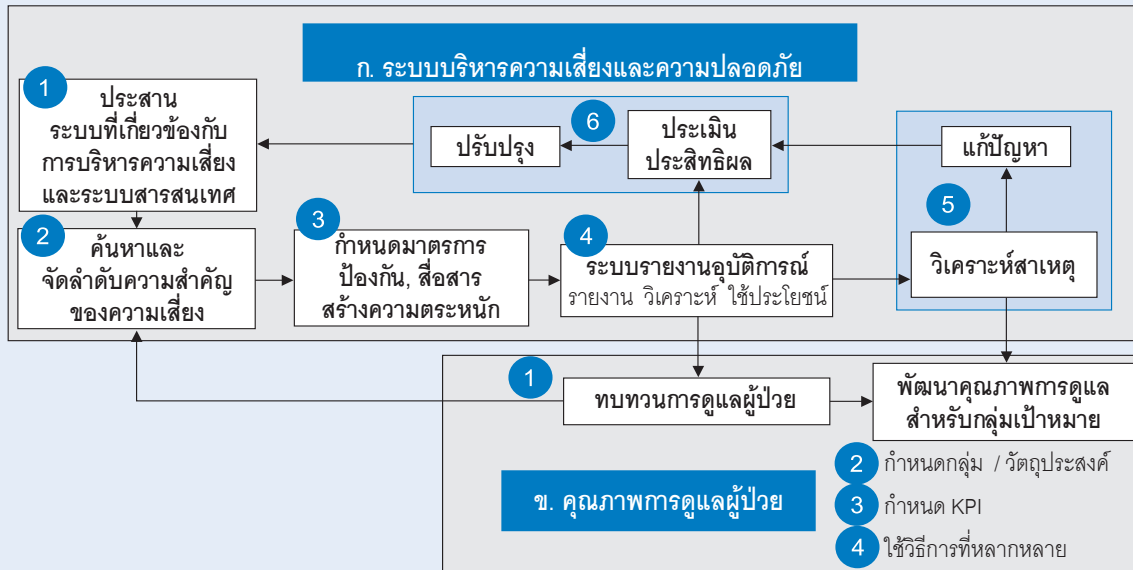 ก. ระบบบริหารความเสี่ยงและความปลอดภัย
1
ประสาน
ระบบที่เกี่ยวข้องกับ
การบริหารความเสี่ยง
และระบบสารสนเทศ
ปรับปรุง
6
ประเมิน
ประสิทธิผล
แก้ปัญหา
5
วิเคราะห์สาเหตุ
2
ค้นหาและ
จัดลำดับความสำคัญ
ของความเสี่ยง
3
กำหนดมาตรการ
ป้องกัน, สื่อสาร
สร้างความตระหนัก
4
ระบบรายงานอุบัติการณ์
รายงาน วิเคราะห์ ใช้ประโยชน์
1
ทบทวนการดูแลผู้ป่วย
พัฒนาคุณภาพการดูแล
สำหรับกลุ่มเป้าหมาย
ข. คุณภาพการดูแลผู้ป่วย
2 กำหนดกลุ่ม / วัตถุประสงค์
3 กำหนด KPI
4 ใช้วิธีการที่หลากหลาย